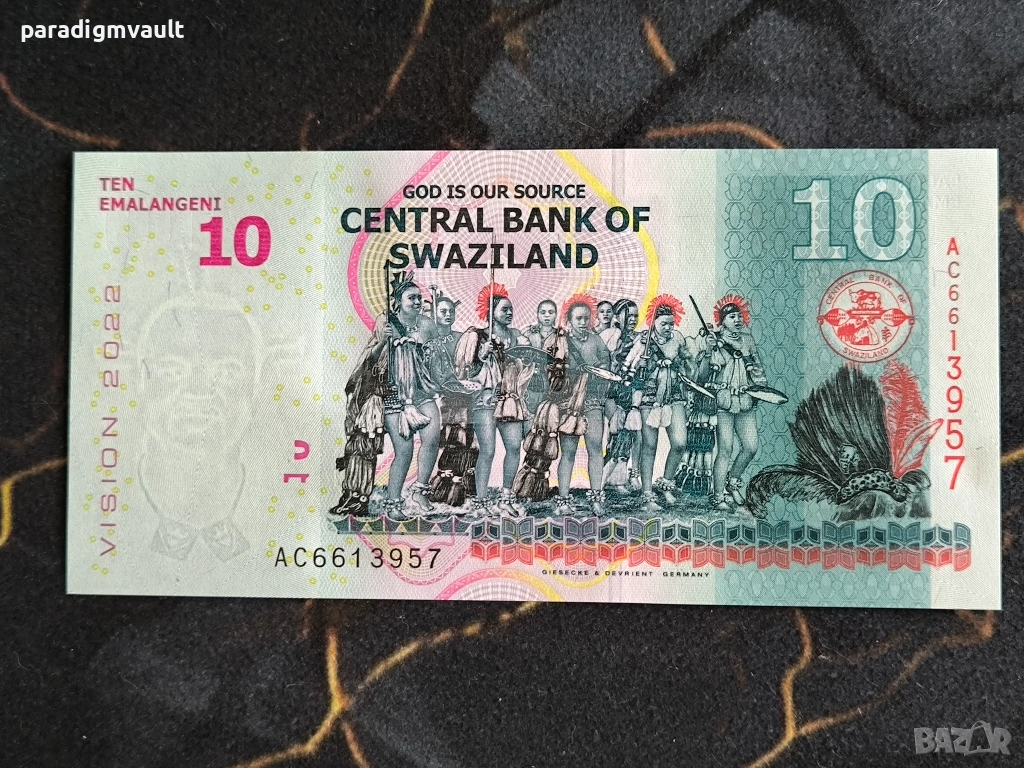 paradigmvault
TEN
EMALANGENI
10
GOD IS OUR SOURCE
CENTRAL BANK OF
SWAZILAND
10
VISION 2022
AC6613957
CENTRAL BANK OF
SWAZILAND
AC6613957
GIESECKE & DEVRIENT GERMANY
BAZAR